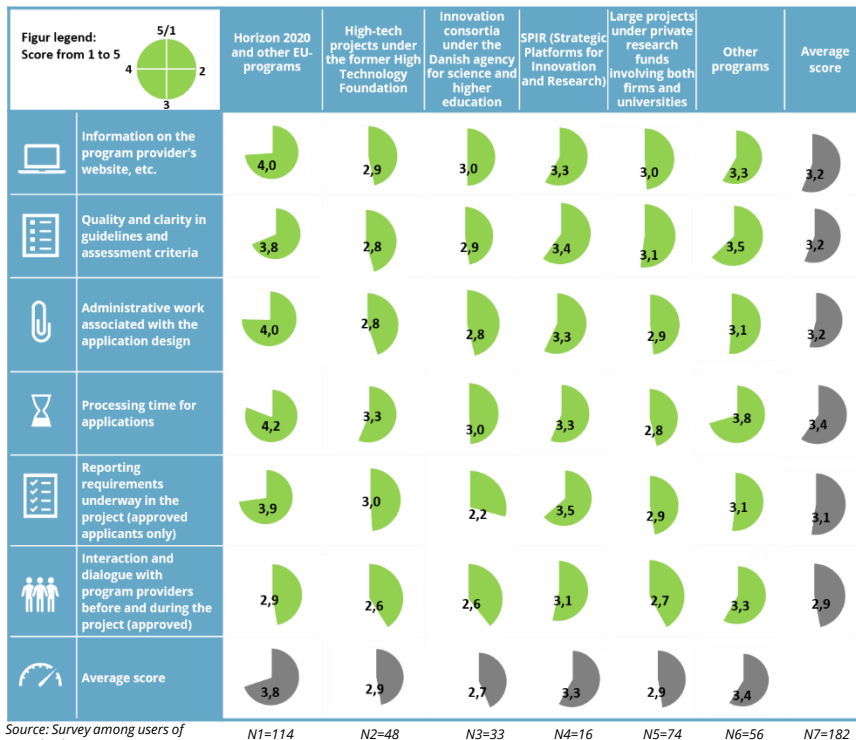 Figur legend:
Score from 1 to 5
5/1
4
2
3
Horizon 2020
and other EU-
programs
High-tech
projects under
the former High
Technology
Foundation
Innovation
consortia
under the
Danish agency
for science and
higher
education
SPIR (Strategic
Platforms for
Innovation
and Research)
Large projects
under private
research
funds
involving both
firms and
universities
Other
programs
Average
score
Information on the
program provider's
website, etc.
4,0
2,9
3,0
3,3
3,0
3,3
3,2
Quality and clarity in
guidelines and
assessment criteria
3,8
2,8
2,9
3,4
3,1
3,5
3,2
Administrative work
associated with the
application design
4,0
2,8
2,8
3,3
2,9
3,1
3,2
Processing time for
applications
4,2
3,3
3,0
3,3
2,8
3,8
3,4
Reporting
requirements
underway in the
project (approved
applicants only)
3,9
3,0
2,2
3,5
2,9
3,1
3,1
Interaction and
dialogue with
program providers
before and during the
project (approved)
2,9
2,6
2,6
3,1
2,7
3,3
2,9
Average score
3,8
2,9
2,7
3,3
2,9
3,4
Source: Survey among users of
N1=114
N2=48
N3=33
N4=16
N5=74
N6=56
N7=182